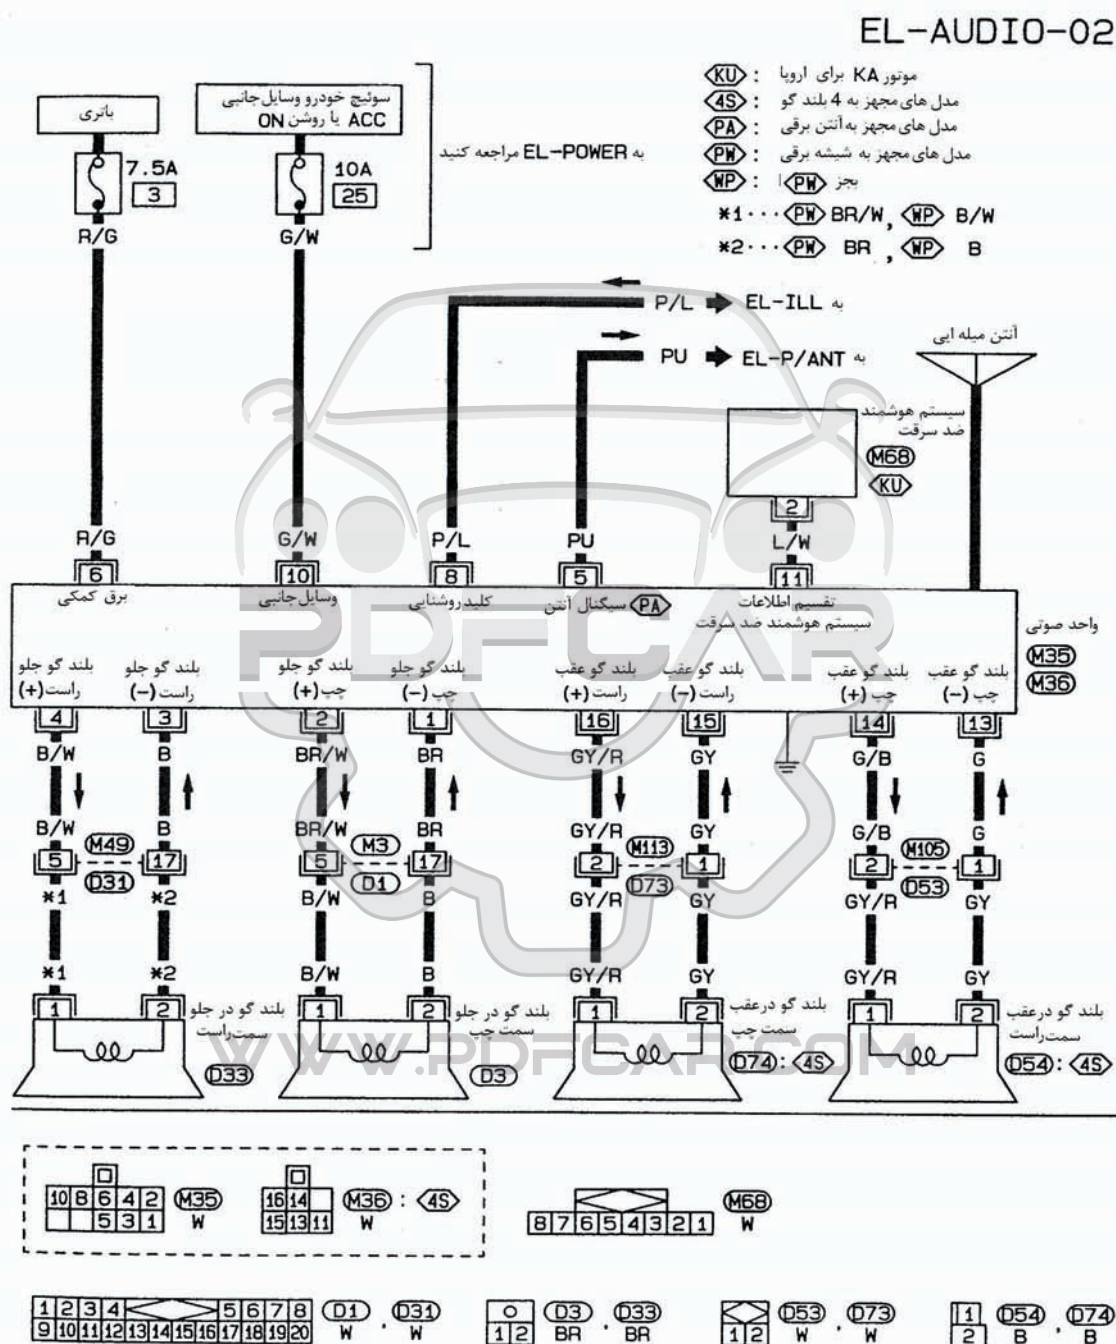 EL-AUDIO-02
KU : موتور KA برای اروپا
4S : مدل های مجهز به 4 بلند گو
PA : مدل های مجهز به آنتن برقی
PW : مدل های مجهز به شیشه برقی
WP : بجز PW
*1··· PW BR/W, WP B/W
*2··· PW BR , WP B
باتری
سوئیچ خودرو وسایل جانبی
ACC یا روشن ON
به EL-POWER مراجعه کنید
7.5A
3
10A
25
R/G G/W
P/L به EL-ILL
PU به EL-P/ANT
آنتن میله ایی
سیستم هوشمند
ضد سرقت
M68
KU
2
R/G G/W P/L PU L/W
6 10 8 5 11
برق کمکی
وسایل جانبی
کلید روشنایی
سیگنال آنتن PA
تقسیم اطلاعات
سیستم هوشمند ضد سرقت
واحد صوتی
M35
M36
بلند گو جلو
راست (+)
بلند گو جلو
راست (-)
بلند گو جلو
چپ (+)
بلند گو جلو
چپ (-)
بلند گو عقب
راست (+)
بلند گو عقب
راست (-)
بلند گو عقب
چپ (+)
بلند گو عقب
چپ (-)
4 3 2 1 16 15 14 13
B/W B BR/W BR GY/R GY G/B G
B/W B BR/W BR GY/R GY G/B G
M49 M3 M113 M105
5 17 5 17 2 1 2 1
D31 D1 D73 D53
*1 *2 B/W B GY/R GY GY/R GY
*1 *2 B/W B GY/R GY GY/R GY
1 2 1 2 1 2 1 2
بلند گو در جلو
سمت راست
D33
بلند گو در جلو
سمت چپ
D3
بلند گو درعقب
سمت چپ
D74 : 4S
بلند گو درعقب
سمت راست
D54 : 4S
PDFCAR
WWW.PDFCAR.COM
10 8 6 4 2
5 3 1
M35
W
16 14
15 13 11
M36 : 4S
W
8 7 6 5 4 3 2 1
M68
W
1 2 3 4 5 6 7 8
9 10 11 12 13 14 15 16 17 18 19 20
D1 . D31
W W
1 2
D3 . D33
BR BR
1 2
D53 . D73
W W
1
2
D54 . D74
B